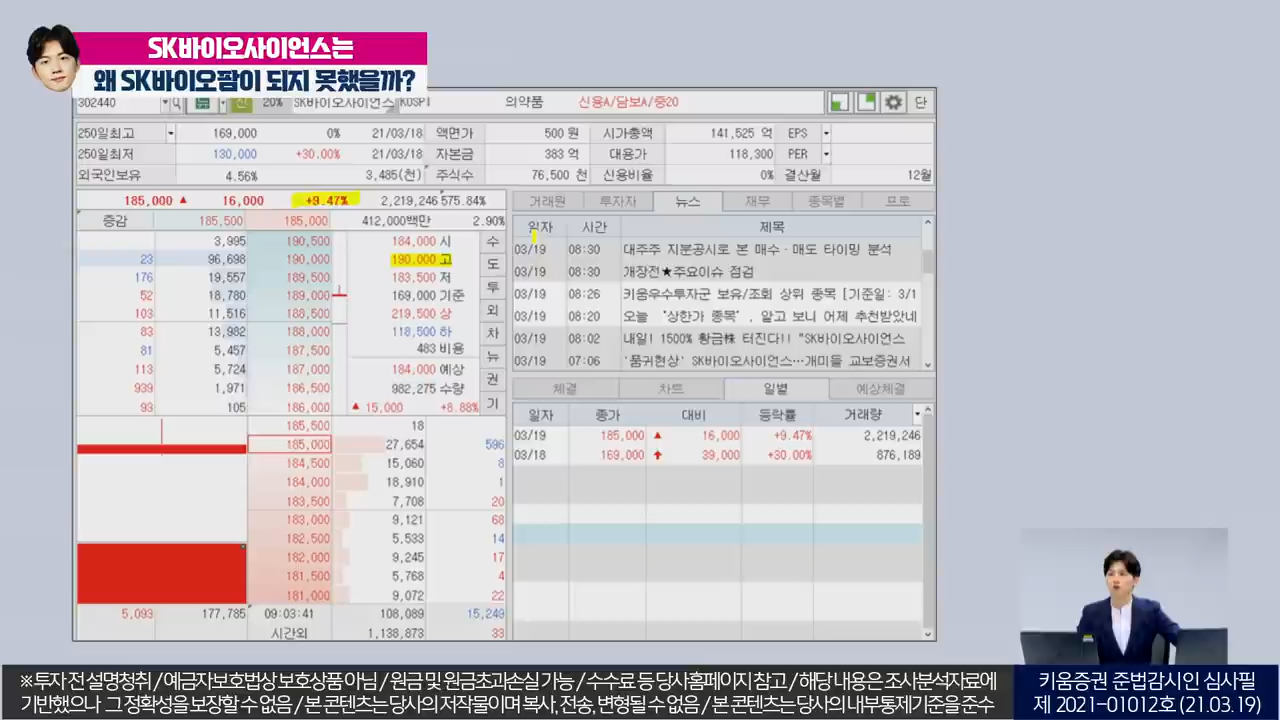 SK바이오사이언스는
왜 SK바이오팜이 되지 못했을까?
302440 20% SK바이오사이언스 KOSPI 의약품 신용A/담보A/증20 단
250일최고 169,000 0% 21/03/18 액면가 500 원 시가총액 141,525 억 EPS
250일최저 130,000 +30.00% 21/03/18 자본금 383 억 대용가 118,300 PER
외국인보유 4.56% 3,485(천) 주식수 76,500 천 신용비율 0% 결산월 12월
185,000 ▲ 16,000 +9.47% 2,219,246 575.84%
증감 185,500 185,000 412,000백만 2.90%
3,995 190,500 184,000 시 수
23 96,698 190,000 190,000 고 도
176 19,557 189,500 183,500 저 투
52 18,780 189,000 169,000 기준 외
103 11,516 188,500 219,500 상
83 13,982 188,000 118,500 하 차
81 5,457 187,500 483 비용 뉴
113 5,724 187,000 184,000 예상 권
939 1,971 186,500 982,275 수량
93 105 186,000 ▲ 15,000 +8.88% 기
185,500 18
185,000 27,654 596
184,500 15,060 8
184,000 18,910 1
183,500 7,708 20
183,000 9,121 68
182,500 5,533 14
182,000 9,245 17
181,500 5,768 4
181,000 9,072 22
5,093 177,785 09:03:41 108,089 15,249
시간외 1,138,873 33
거래원 투자자 뉴스 재무 종목별 프로
일자 시간 제목
03/19 08:30 대주주 지분공시로 본 매수·매도 타이밍 분석
03/19 08:30 개장전★주요이슈 점검
03/19 08:26 키움우수투자군 보유/조회 상위 종목 [기준일: 3/1
03/19 08:20 오늘 '상한가 종목', 알고 보니 어제 추천받았네
03/19 08:02 내일! 1500% 황금株 터진다!! "SK바이오사이언스
03/19 07:06 '품귀현상' SK바이오사이언스…개미들 교보증권서
체결 차트 일별 예상체결
일자 종가 대비 등락률 거래량
03/19 185,000 ▲ 16,000 +9.47% 2,219,246
03/18 169,000 ↑ 39,000 +30.00% 876,189
※ 투자 전 설명청취 / 예금자보호법상 보호상품 아님 / 원금 및 원금초과손실 가능 / 수수료 등 당사홈페이지 참고 / 해당 내용은 조사분석자료에
기반했으나 그 정확성을 보장할 수 없음 / 본 콘텐츠는 당사의 저작물이며 복사, 전송, 변형될 수 없음 / 본 콘텐츠는 당사의 내부통제기준을 준수
키움증권 준법감시인 심사필
제 2021-01012호 (21.03.19)